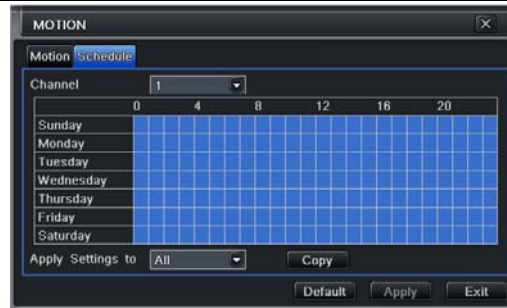 MOTION
Motion Schedule
Channel 1
0 4 8 12 16 20
Sunday
Monday
Tuesday
Wednesday
Thursday
Friday
Saturday
Apply Settings to All Copy
Default Apply Exit